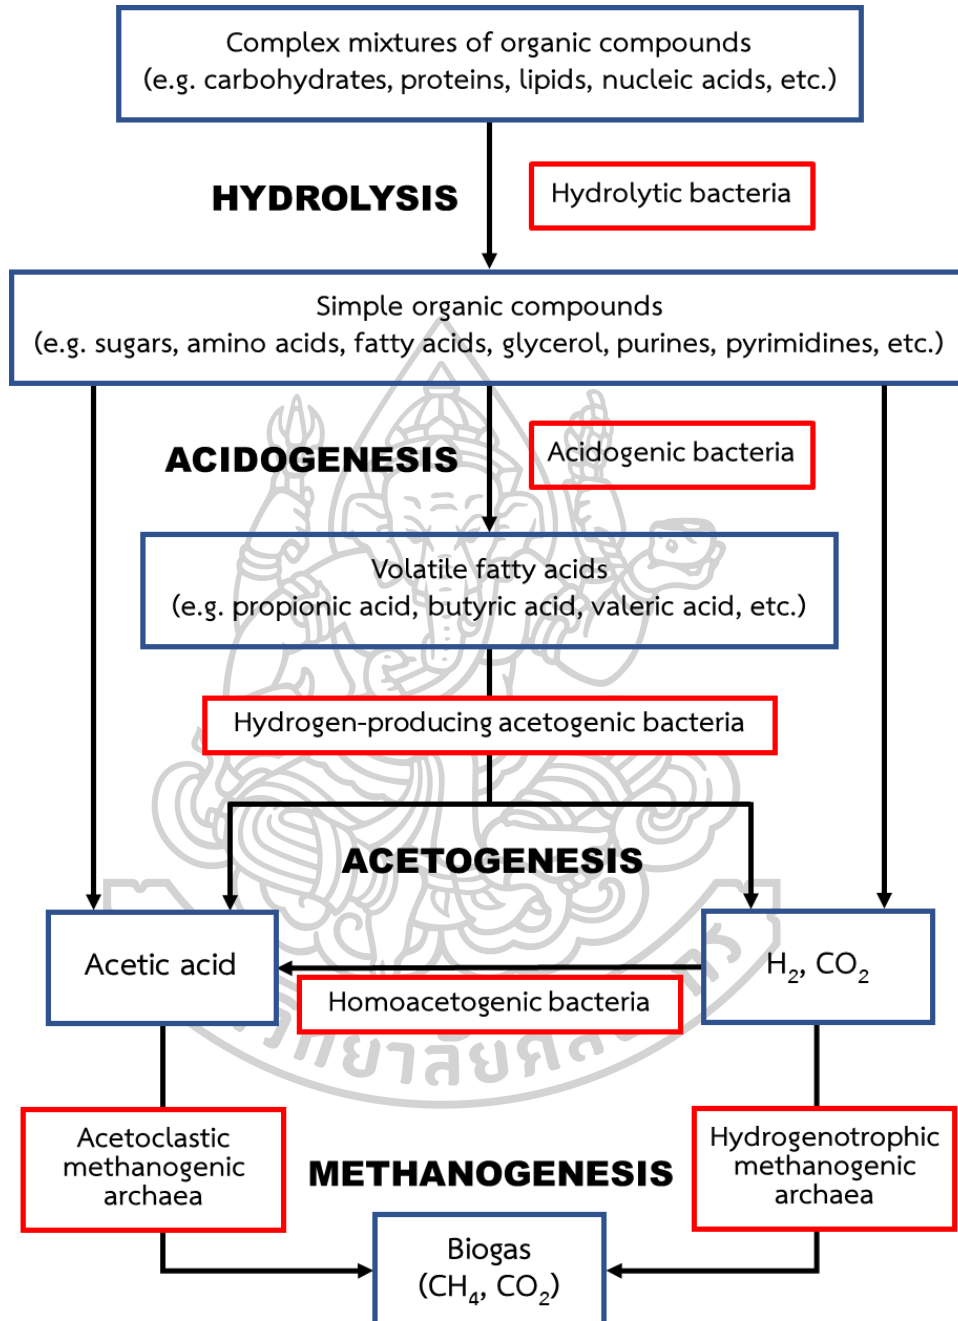 Complex mixtures of organic compounds
(e.g. carbohydrates, proteins, lipids, nucleic acids, etc.)
HYDROLYSIS
Hydrolytic bacteria
Simple organic compounds
(e.g. sugars, amino acids, fatty acids, glycerol, purines, pyrimidines, etc.)
ACIDOGENESIS
Acidogenic bacteria
Volatile fatty acids
(e.g. propionic acid, butyric acid, valeric acid, etc.)
Hydrogen-producing acetogenic bacteria
ACETOGENESIS
Acetic acid
H₂, CO₂
Homoacetogenic bacteria
Acetoclastic
methanogenic
archaea
METHANOGENESIS
Hydrogenotrophic
methanogenic
archaea
Biogas
(CH₄, CO₂)